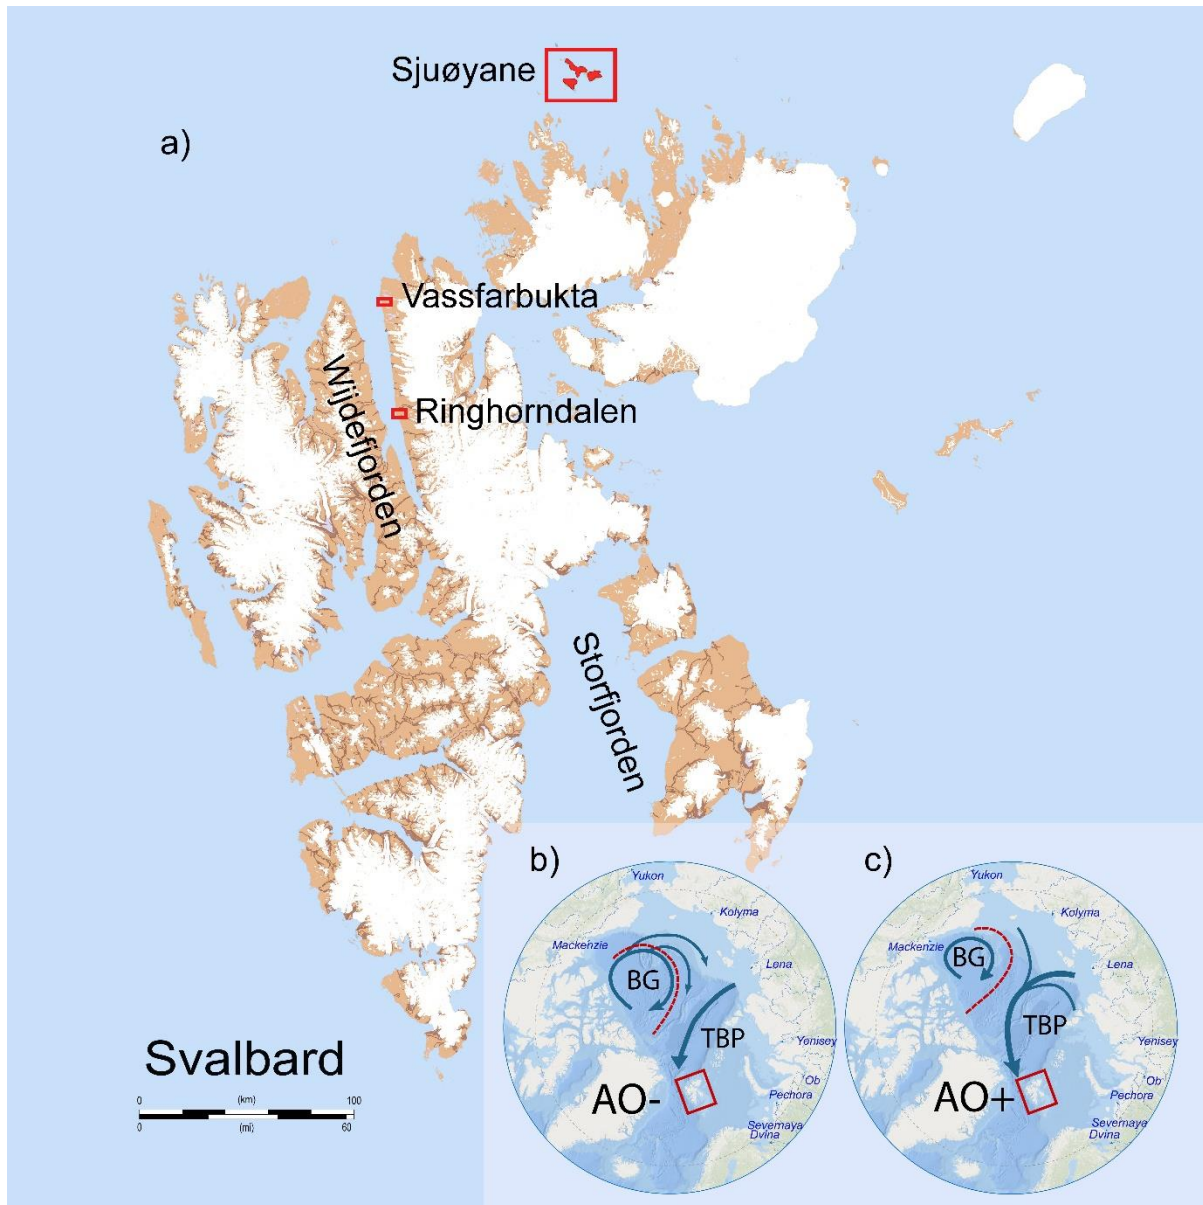 Sjuøyane
a)
Vassfarbukta
Ringhorndalen
Wijdefjorden
Storfjorden
Svalbard
0 (km) 100
0 (mi) 60
b)
Yukon
Kolyma
Mackenzie
Lena
BG
TBP
Yenisey
Ob
Pechora
Severnaya
Dvina
AO-
c)
Yukon
Kolyma
Mackenzie
Lena
BG
TBP
Yenisey
Ob
Pechora
Severnaya
Dvina
AO+